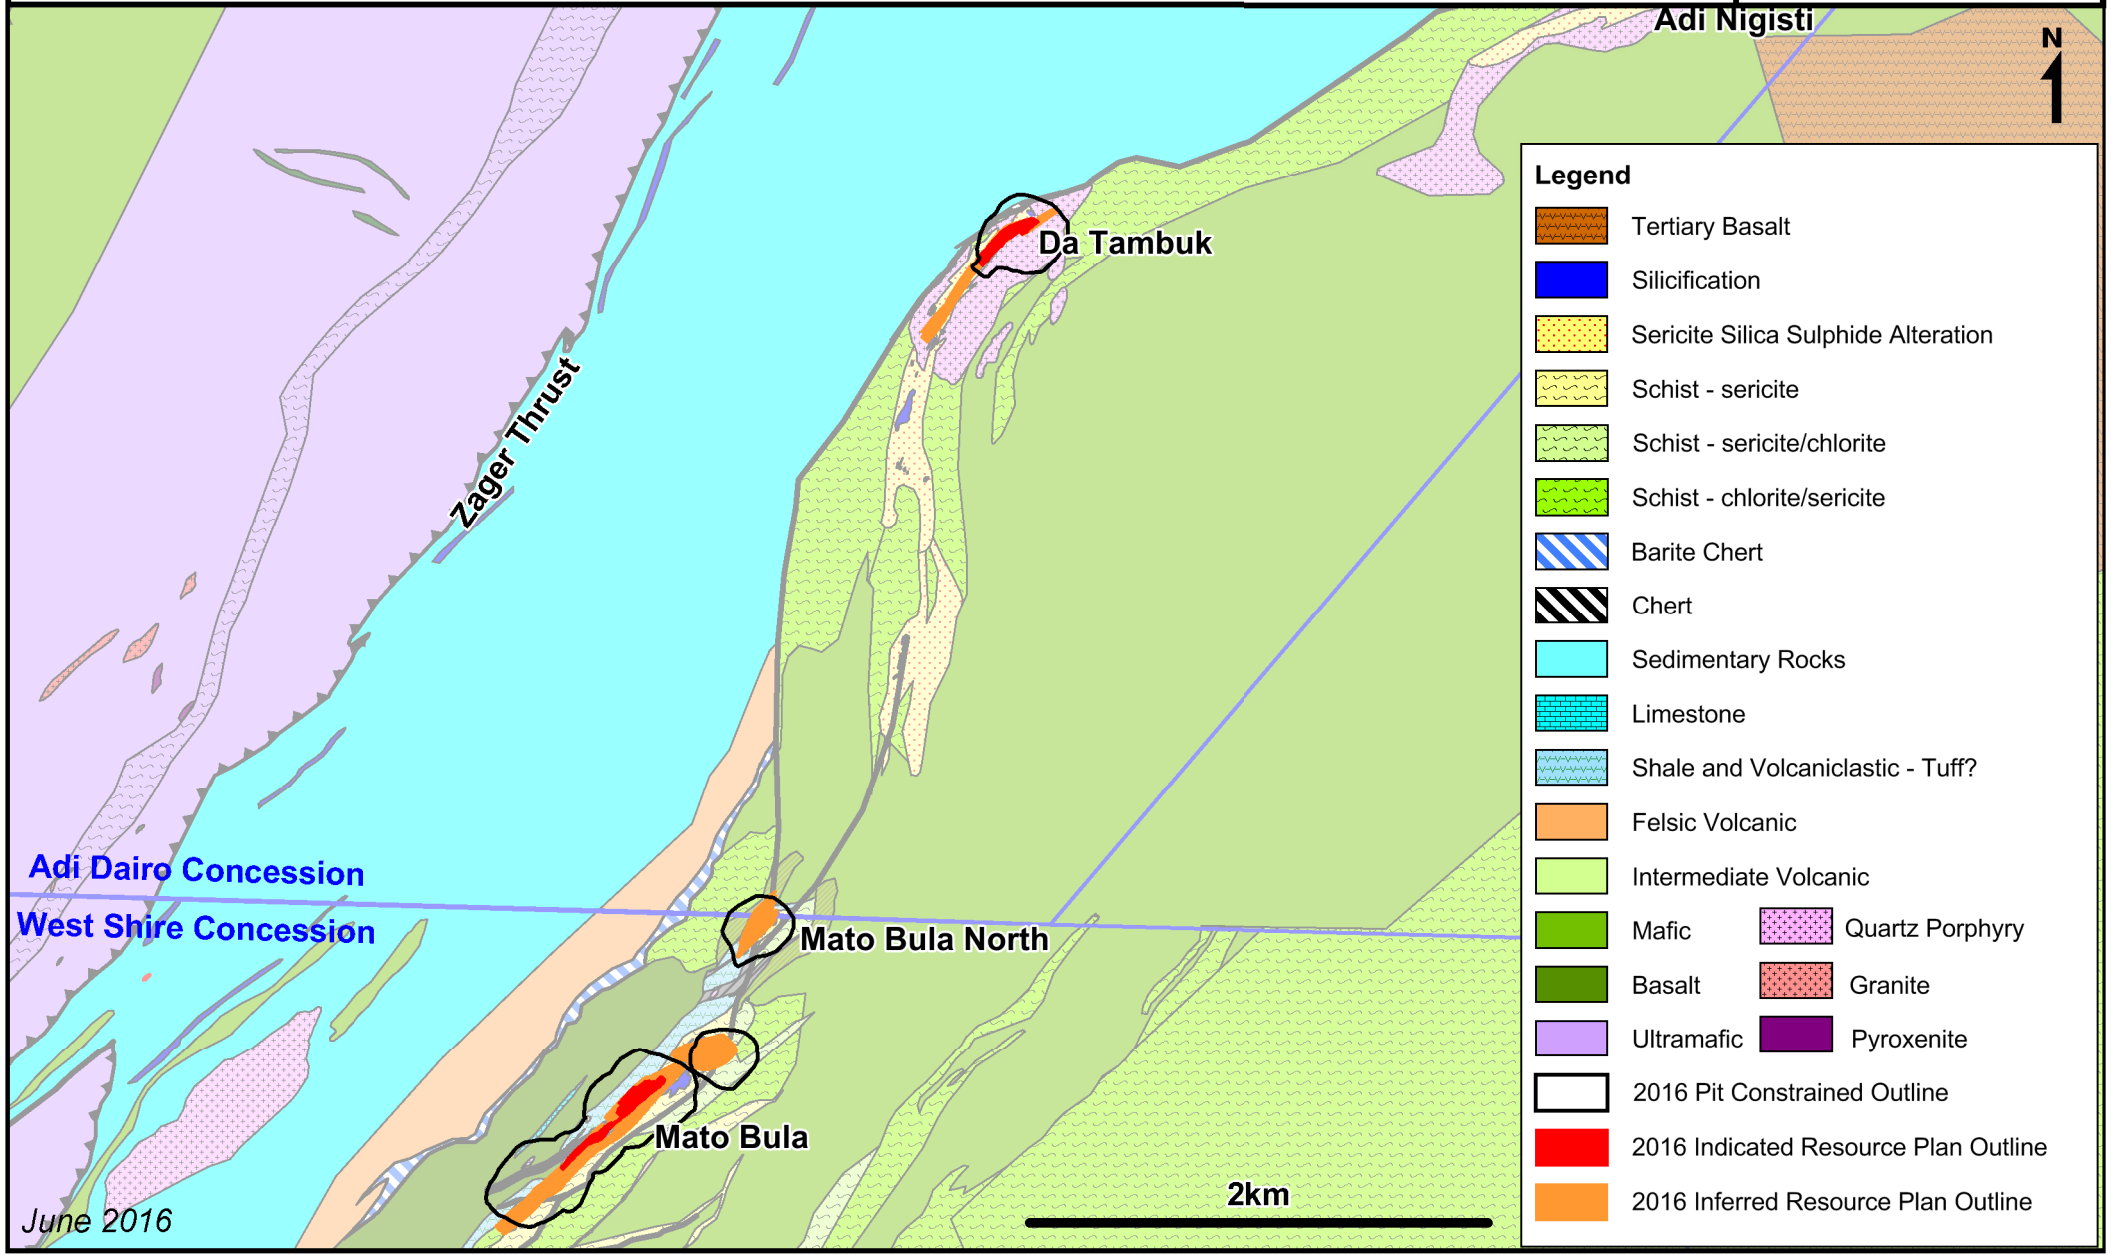 Adi Nigisti
N
Da Tambuk
Zager Thrust
Adi Dairo Concession
West Shire Concession
Mato Bula North
Mato Bula
2km
June 2016
Legend
Tertiary Basalt
Silicification
Sericite Silica Sulphide Alteration
Schist - sericite
Schist - sericite/chlorite
Schist - chlorite/sericite
Barite Chert
Chert
Sedimentary Rocks
Limestone
Shale and Volcaniclastic - Tuff?
Felsic Volcanic
Intermediate Volcanic
Mafic
Quartz Porphyry
Basalt
Granite
Ultramafic
Pyroxenite
2016 Pit Constrained Outline
2016 Indicated Resource Plan Outline
2016 Inferred Resource Plan Outline